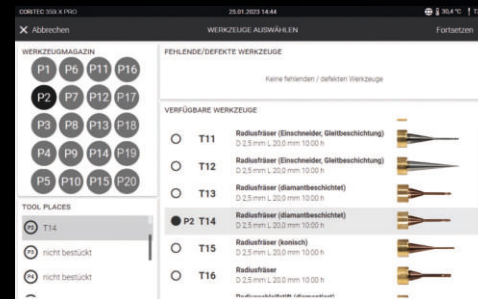 CORITEC 350i X PRO
25.01.2023 14:44
30,4 °C
Abbrechen
WERKZEUGE AUSWÄHLEN
Fortsetzen
WERKZEUGMAGAZIN
P1 P6 P11 P16
P2 P7 P12 P17
P3 P8 P13 P18
P4 P9 P14 P19
P5 P10 P15 P20
TOOL PLACES
P2 T14
P3 nicht bestückt
P4 nicht bestückt
FEHLENDE/DEFEKTE WERKZEUGE
Keine fehlenden / defekten Werkzeuge
VERFÜGBARE WERKZEUGE
T11 Radiusfräser (Einschneider, Gleitbeschichtung)
D 2,5 mm L 20,0 mm 10:00 h
T12 Radiusfräser (Einschneider, Gleitbeschichtung)
D 2,5 mm L 20,0 mm 10:00 h
T13 Radiusfräser (diamantbeschichtet)
D 2,5 mm L 20,0 mm 10:00 h
P2 T14 Radiusfräser (diamantbeschichtet)
D 2,5 mm L 20,0 mm 10:00 h
T15 Radiusfräser (konisch)
D 2,5 mm L 20,0 mm 10:00 h
T16 Radiusfräser
D 2,5 mm L 20,0 mm 10:00 h